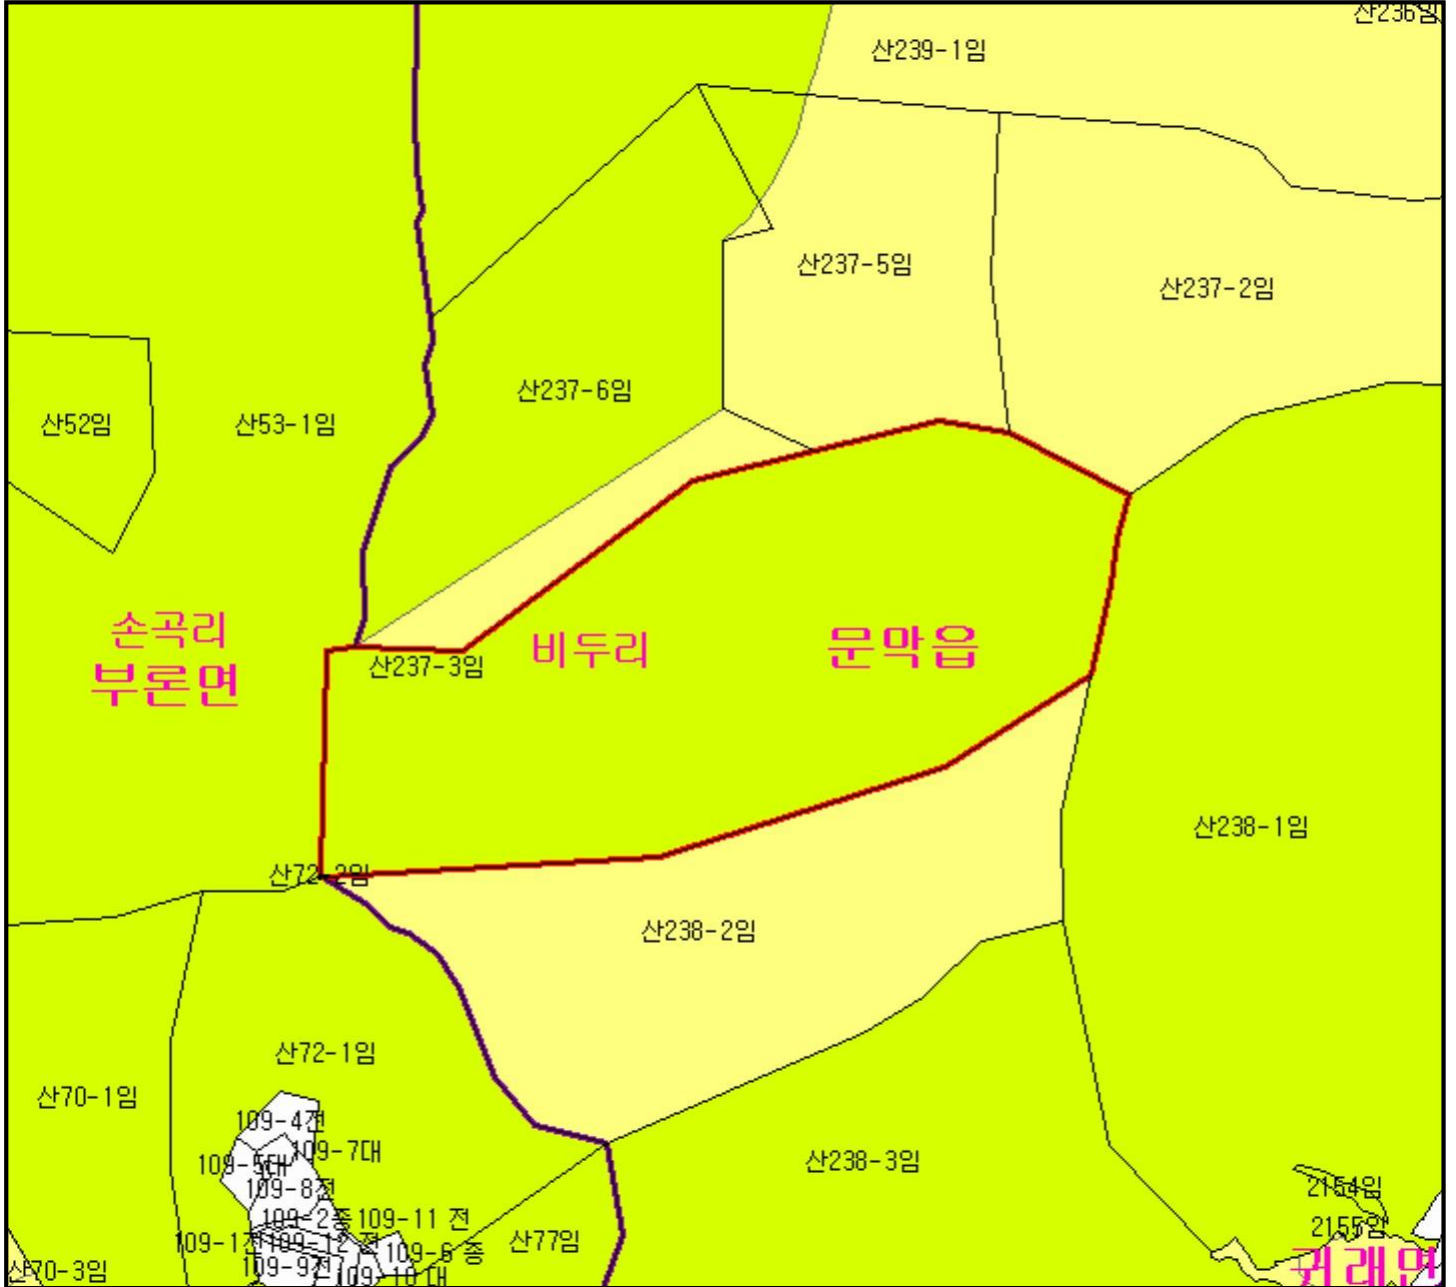 산236임
산239-1임
산237-5임
산237-2임
산237-6임
산52임
산53-1임
손곡리
부론면
비두리
문막읍
산237-3임
산238-1임
산72-2임
산238-2임
산72-1임
산70-1임
109-4전
109-7대
109-5대
109-8전
산238-3임
2154임
109-2종
109-11 전
2155임
109-1전
109-12 전
109-6 종
산77임
109-9전
109-10 대
산70-3임
귀래면